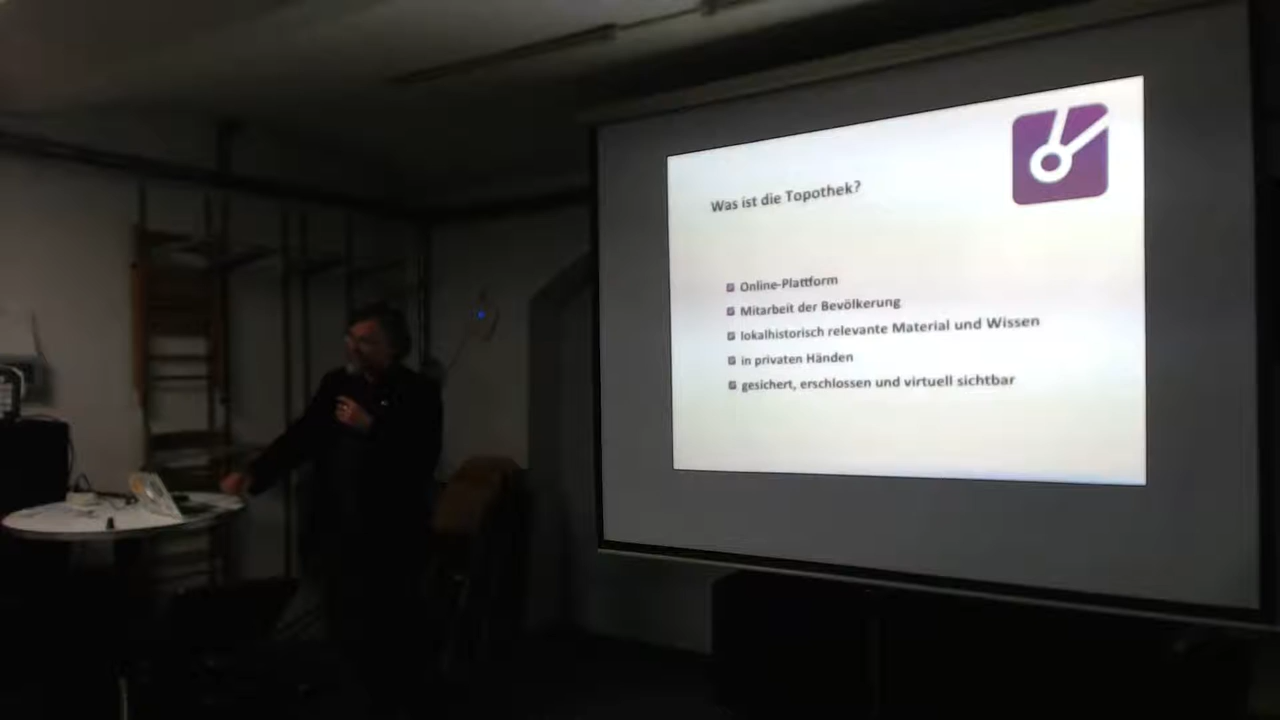 Was ist die Topothek?
Online-Plattform
Mitarbeit der Bevölkerung
lokalhistorisch relevante Material und Wissen
in privaten Händen
gesichert, erschlossen und virtuell sichtbar